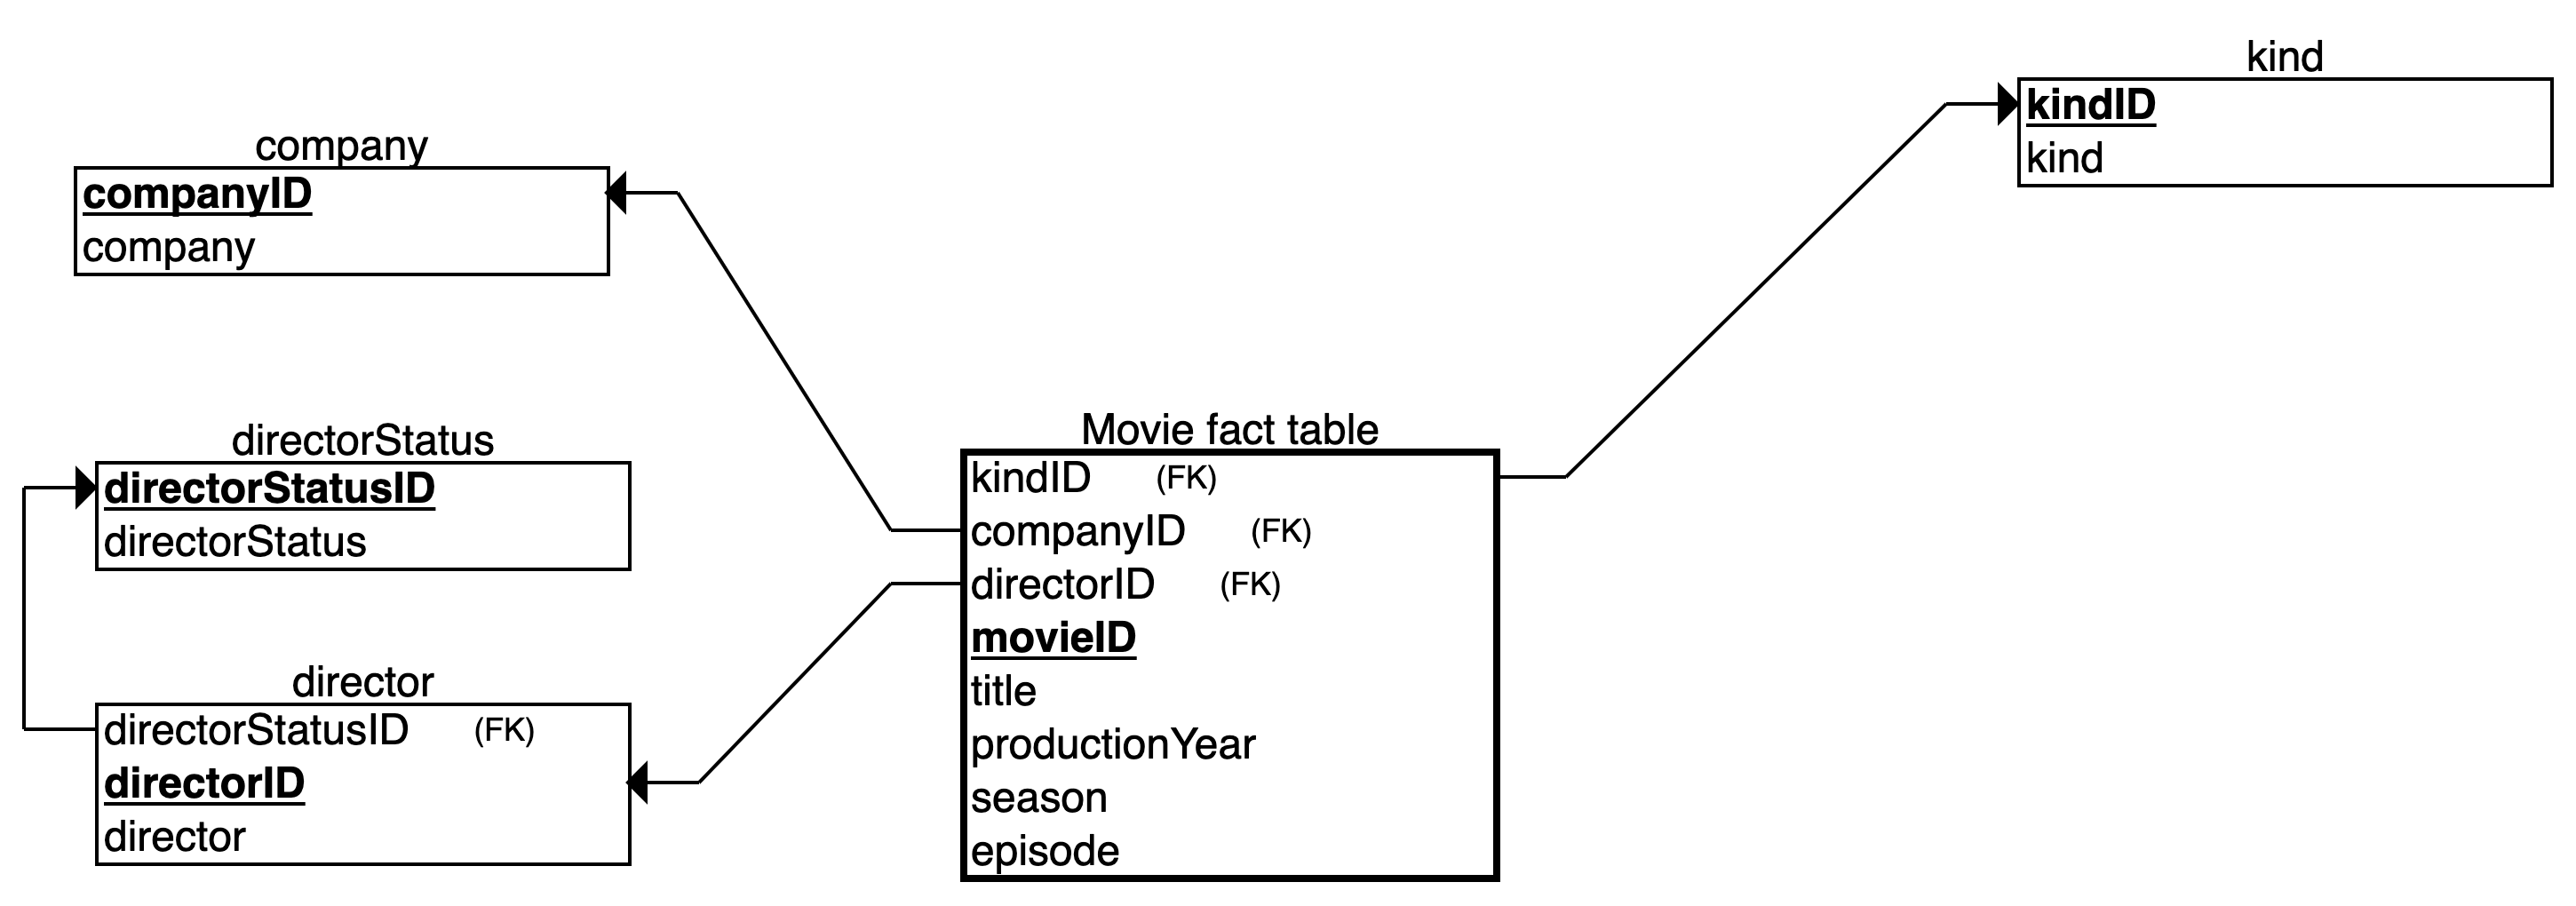 kind
kindID
kind
company
companyID
company
directorStatus
directorStatusID
directorStatus
director
directorStatusID (FK)
directorID
director
Movie fact table
kindID (FK)
companyID (FK)
directorID (FK)
movieID
title
productionYear
season
episode